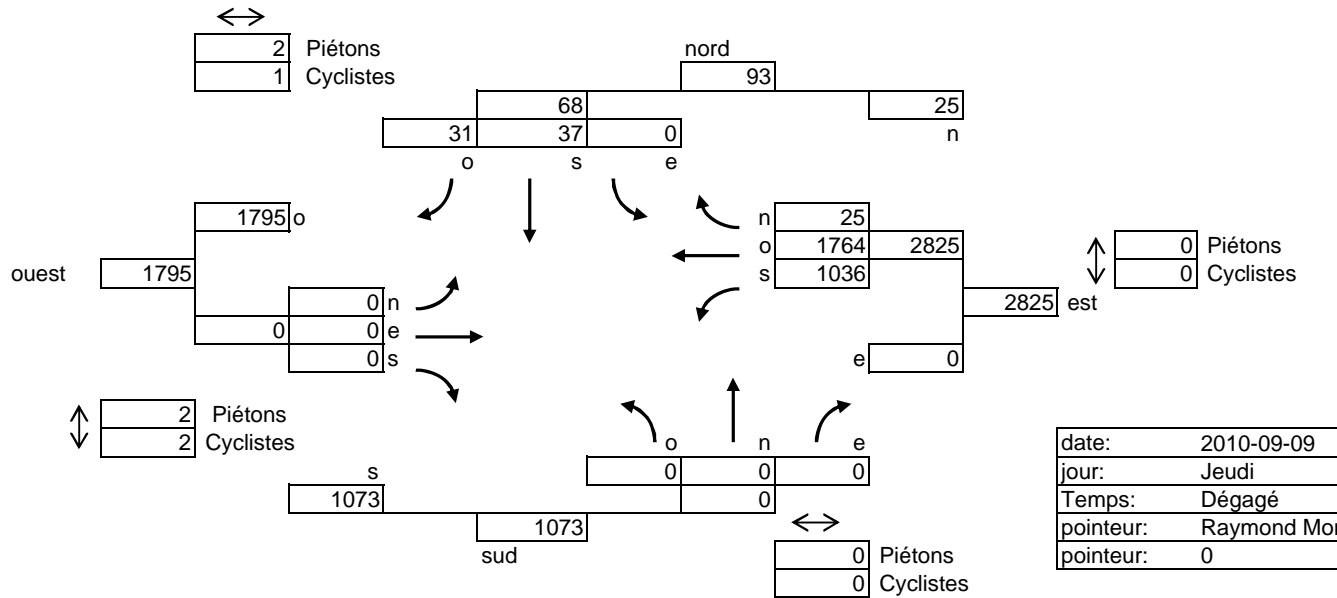 2 Piétons
1 Cyclistes
nord
93
68 25
31 37 0 n
o s e
1795 o
n 25
o 1764 2825
s 1036
ouest 1795
0 Piétons
0 Cyclistes
2825 est
0 n
0 0 e
0 s
e 0
2 Piétons
2 Cyclistes
o n e
0 0 0
0
s
1073
1073
sud
0 Piétons
0 Cyclistes
date: 2010-09-09
jour: Jeudi
Temps: Dégagé
pointeur: Raymond
pointeur: 0